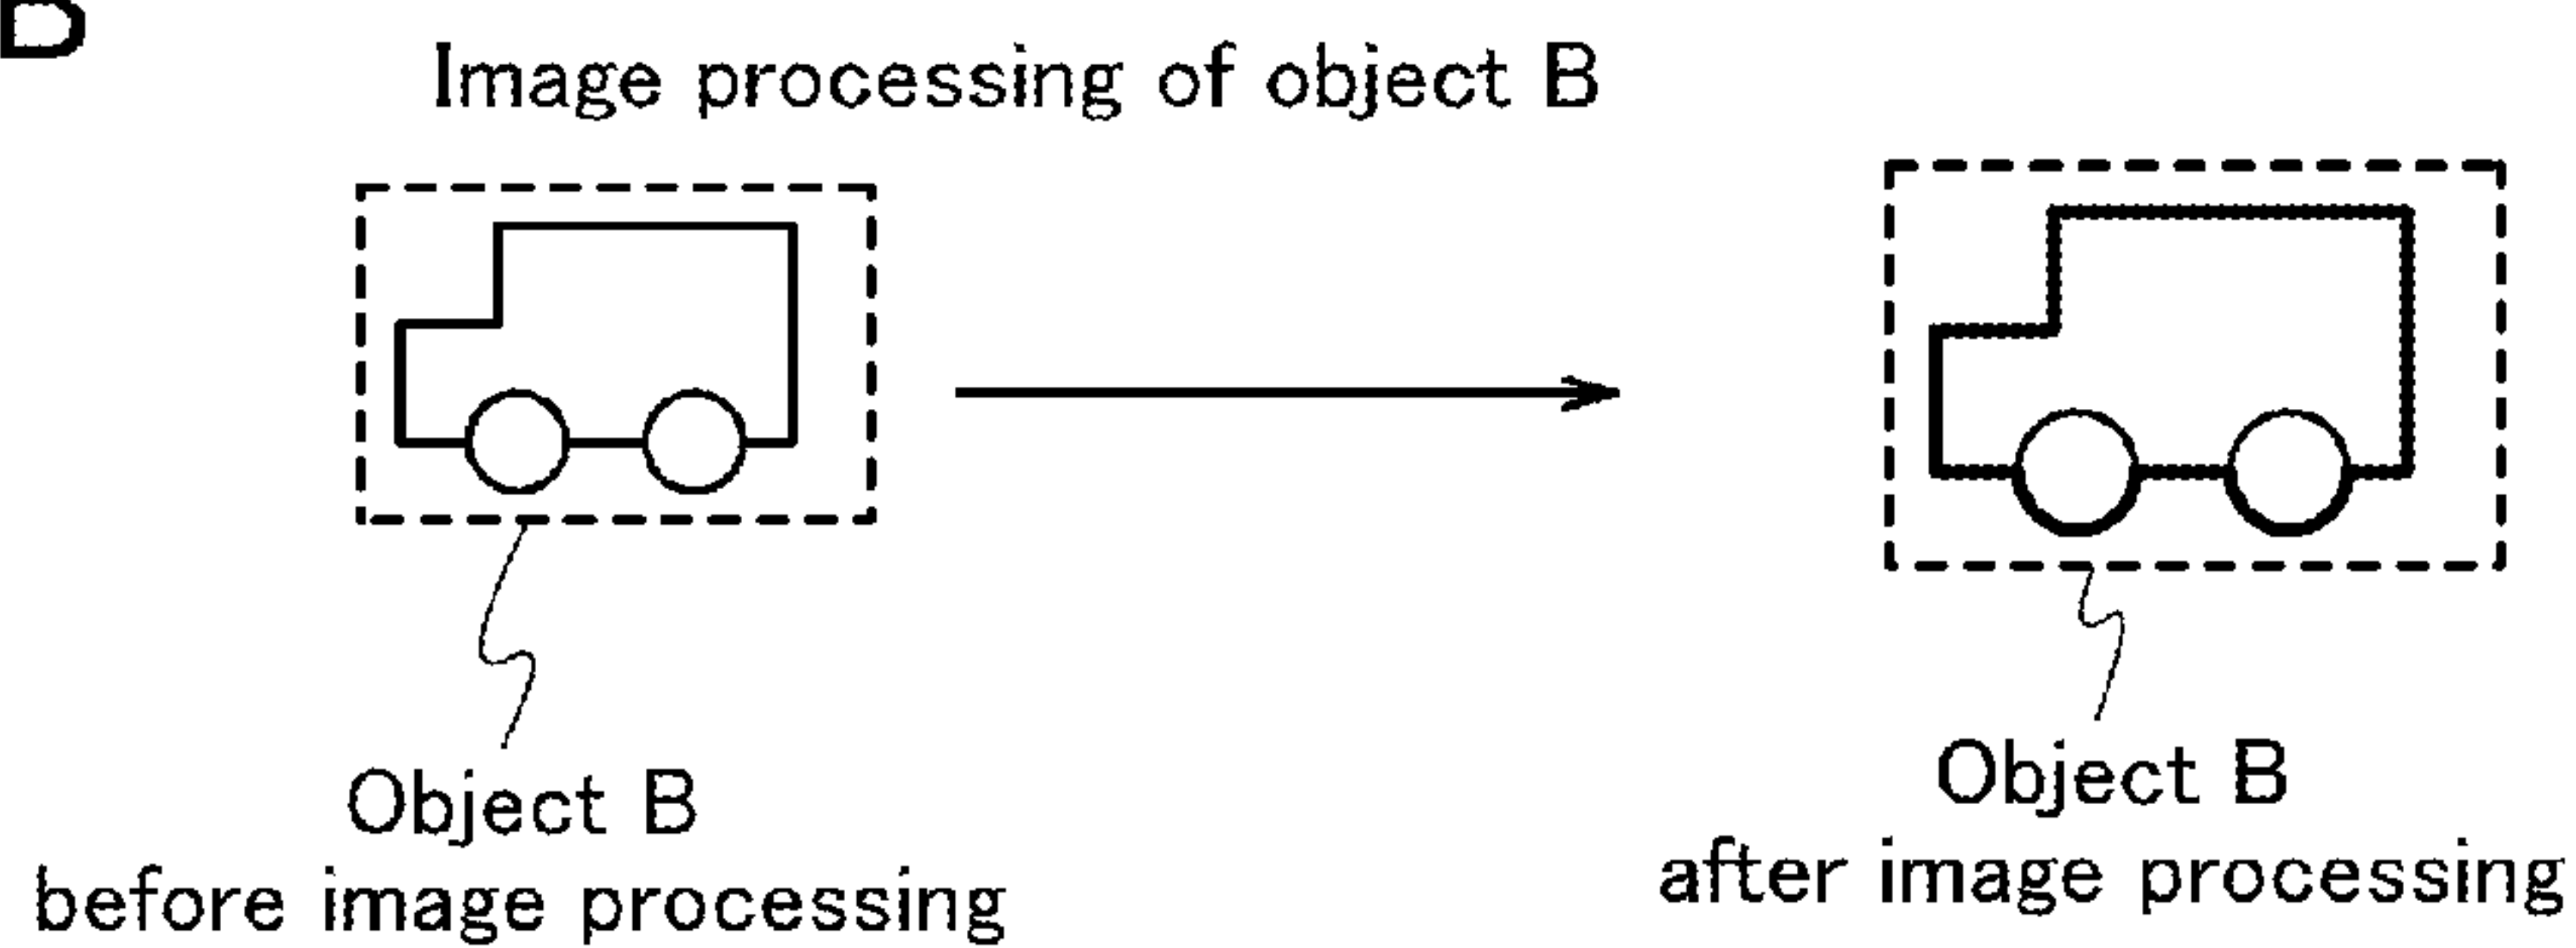 Image processing of object B
Object B
before image processing
Object B
after image processing